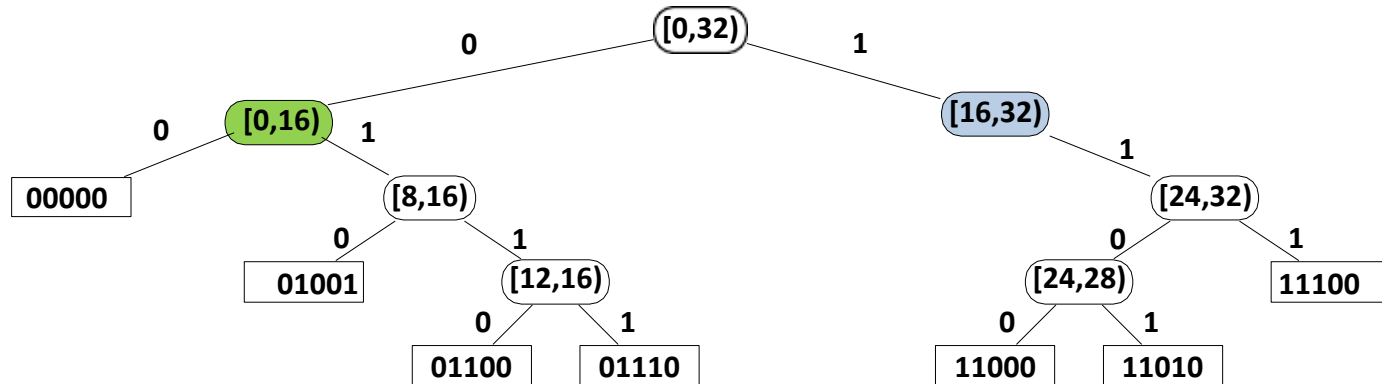 [0,32)
0 1
[0,16) [16,32)
0 1 1
00000 [8,16) [24,32)
0 1 0 1
01001 [12,16) [24,28) 11100
0 1 0 1
01100 01110 11000 11010